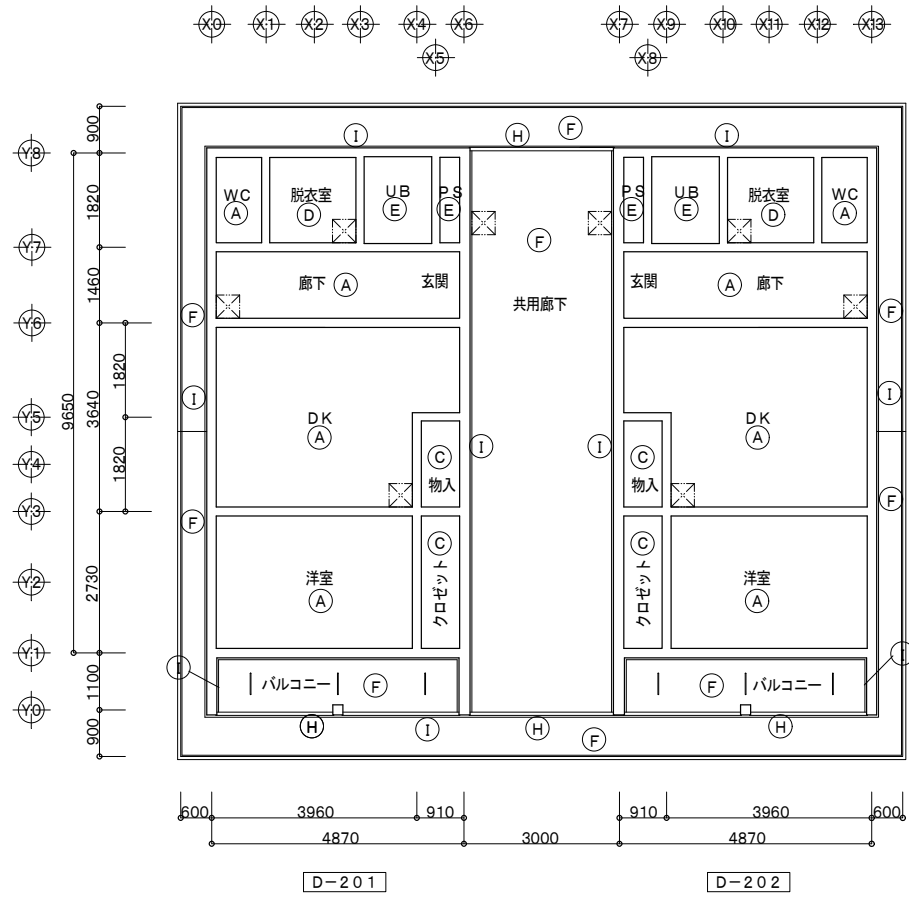 X0 X1 X2 X3 X4 X6 X7 X9 X10 X11 X12 X13
X5 X8
900
I H F I
Y8
1820
WC 脱衣室 UB PS PS UB 脱衣室 WC
A D E E E E D A
F
Y7
1460
廊下 A 玄関 玄関 A 廊下
共用廊下
F F
Y6
1820
9650 3640
I I
Y5
DK DK
A A
I I
C C
Y4
1820
物入 物入
Y3
F F
C C
クロゼット クロゼット
2730
Y2
洋室 洋室
A A
Y1
I I
1100
バルコニー F F バルコニー
Y0
H I H H
900
F
600 3960 910 910 3960 600
4870 3000 4870
D-201 D-202